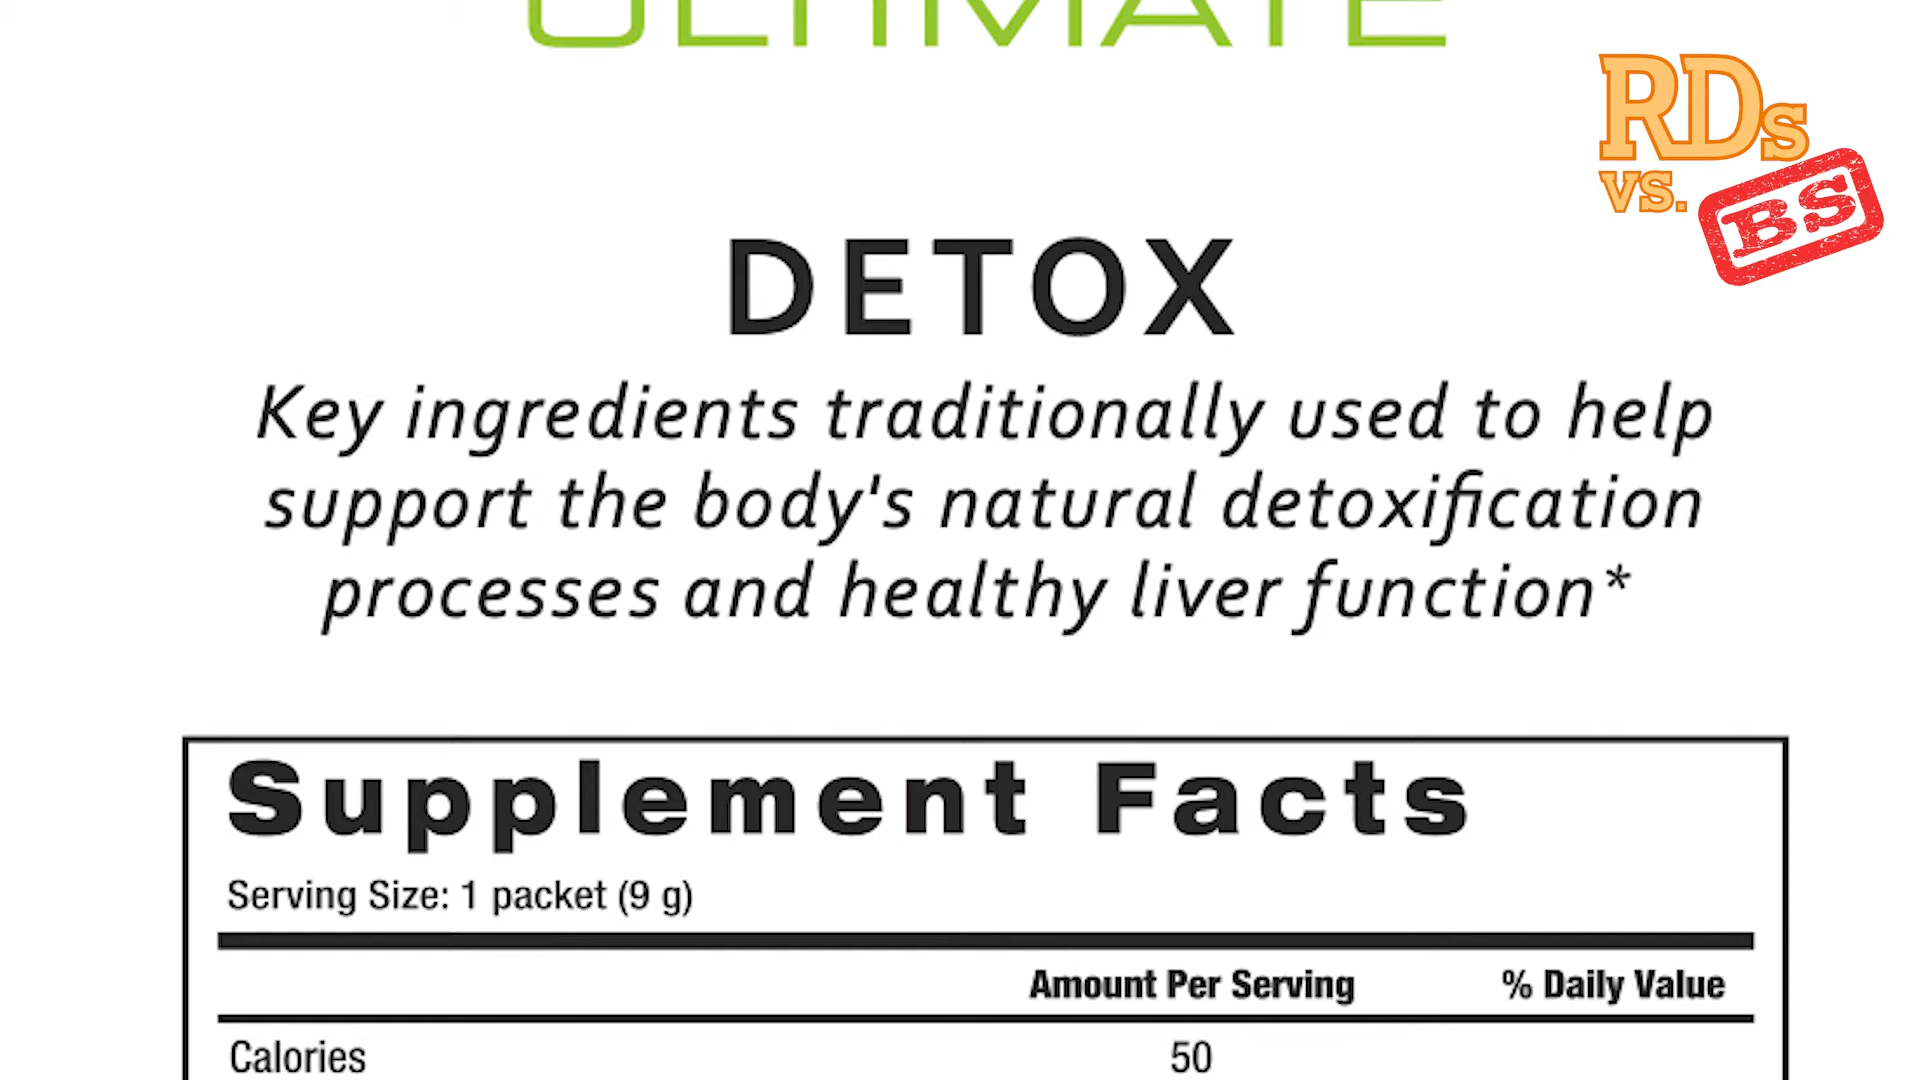 ULTIMATE
RDs
vs. BS
DETOX
Key ingredients traditionally used to help
support the body's natural detoxification
processes and healthy liver function*
Supplement Facts
Serving Size: 1 packet (9 g)
Amount Per Serving % Daily Value
Calories 50